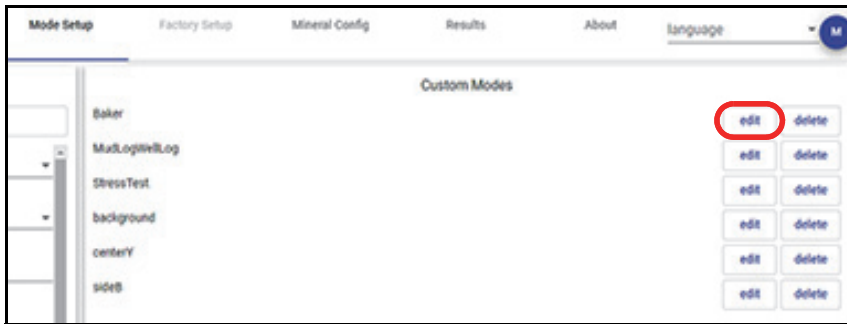 Mode Setup Factory Setup Mineral Config Results About language M
Custom Modes
Baker edit delete
MudLogWellLog edit delete
StressTest edit delete
background edit delete
centerY edit delete
sideB edit delete